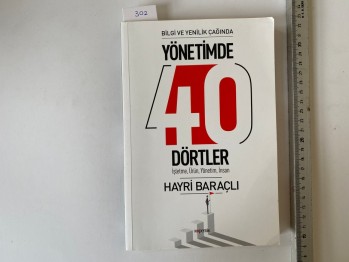 302
BİLGİ VE YENİLİK ÇAĞINDA
YÖNETİMDE
40
DÖRTLER
İşletme, Ürün, Yönetim, İnsan
HAYRİ BARAÇLI